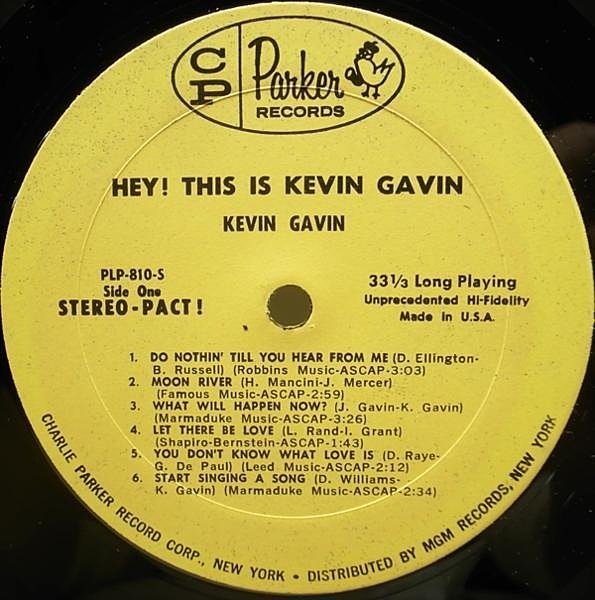 CP Parker
RECORDS
HEY! THIS IS KEVIN GAVIN
KEVIN GAVIN
PLP-810-S
Side One
STEREO-PACT!
33 1/3 Long Playing
Unprecedented Hi-Fidelity
Made in U.S.A.
1. DO NOTHIN' TILL YOU HEAR FROM ME (D. Ellington-
B. Russell) (Robbins Music-ASCAP-3:03)
2. MOON RIVER (H. Mancini-J. Mercer)
(Famous Music-ASCAP-2:59)
3. WHAT WILL HAPPEN NOW? (J. Gavin-K. Gavin)
(Marmaduke Music-ASCAP-3:26)
4. LET THERE BE LOVE (L. Rand-I. Grant)
(Shapiro-Bernstein-ASCAP-1:43)
5. YOU DON'T KNOW WHAT LOVE IS (D. Raye-
G. De Paul) (Leed Music-ASCAP-2:12)
6. START SINGING A SONG (D. Williams-
K. Gavin) (Marmaduke Music-ASCAP-2:34)
CHARLIE PARKER RECORD CORP., NEW YORK • DISTRIBUTED BY MGM RECORDS, NEW YORK